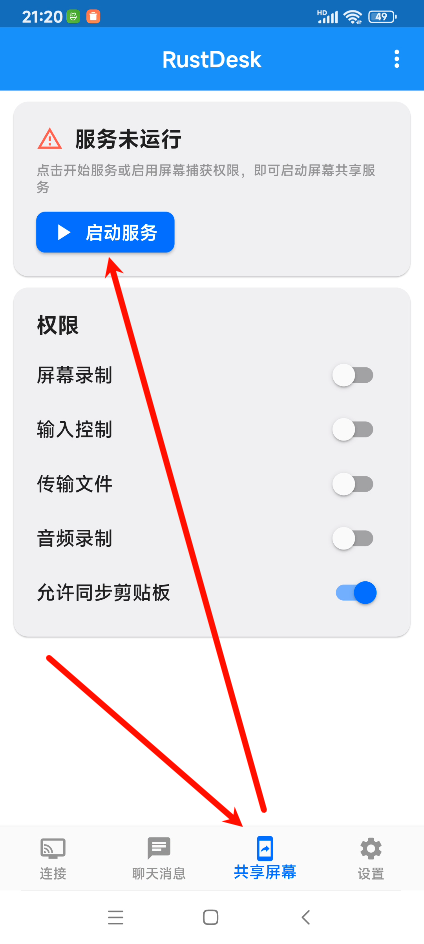 21:20
HD
49
RustDesk
服务未运行
点击开始服务或启用屏幕捕获权限，即可启动屏幕共享服
务
启动服务
权限
屏幕录制
输入控制
传输文件
音频录制
允许同步剪贴板
连接
聊天消息
共享屏幕
设置